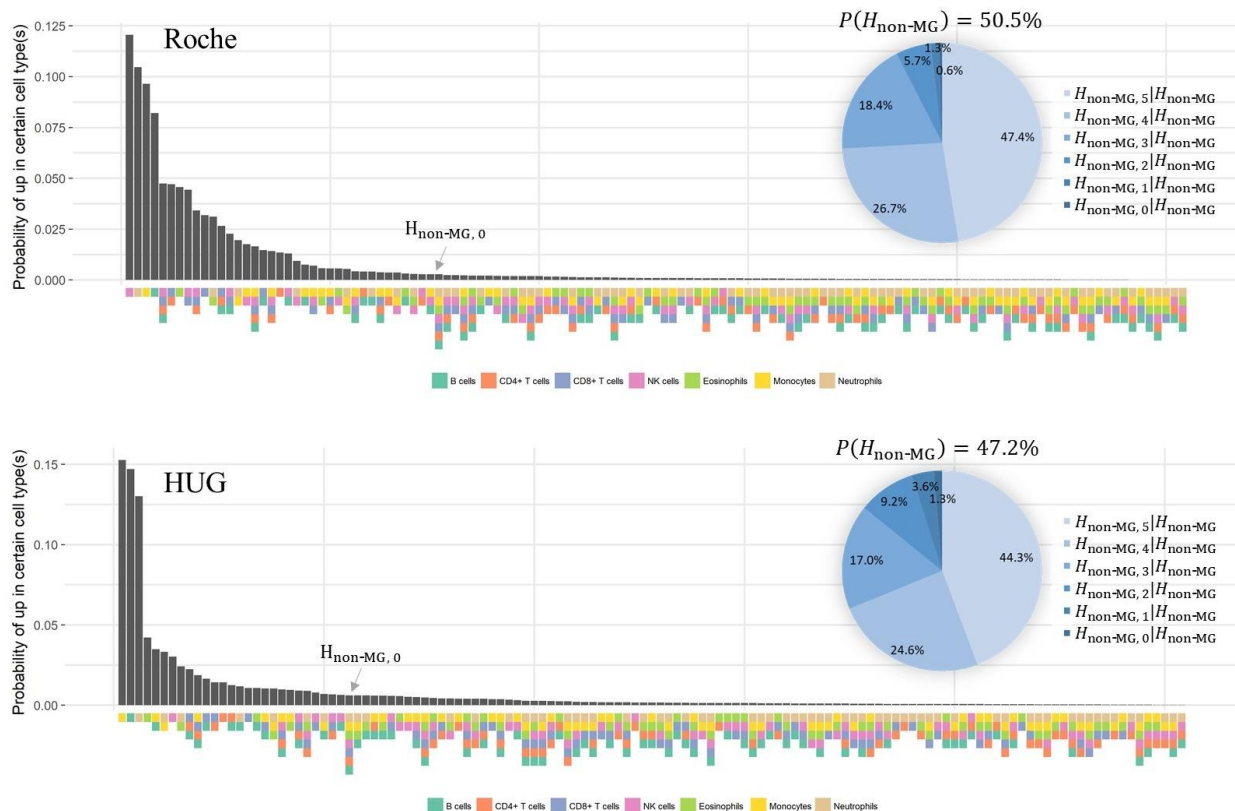 P(H_non-MG) = 50.5%
Roche
0.125
0.100
0.075
0.050
0.025
0.000
Probability of up in certain cell type(s)
H_non-MG, 0
1.3%
5.7%
0.6%
18.4%
47.4%
26.7%
H_non-MG, 5|H_non-MG
H_non-MG, 4|H_non-MG
H_non-MG, 3|H_non-MG
H_non-MG, 2|H_non-MG
H_non-MG, 1|H_non-MG
H_non-MG, 0|H_non-MG
B cells CD4+ T cells CD8+ T cells NK cells Eosinophils Monocytes Neutrophils
P(H_non-MG) = 47.2%
HUG
0.15
0.10
0.05
0.00
Probability of up in certain cell type(s)
H_non-MG, 0
3.6%
9.2%
1.3%
17.0%
44.3%
24.6%
H_non-MG, 5|H_non-MG
H_non-MG, 4|H_non-MG
H_non-MG, 3|H_non-MG
H_non-MG, 2|H_non-MG
H_non-MG, 1|H_non-MG
H_non-MG, 0|H_non-MG
B cells CD4+ T cells CD8+ T cells NK cells Eosinophils Monocytes Neutrophils